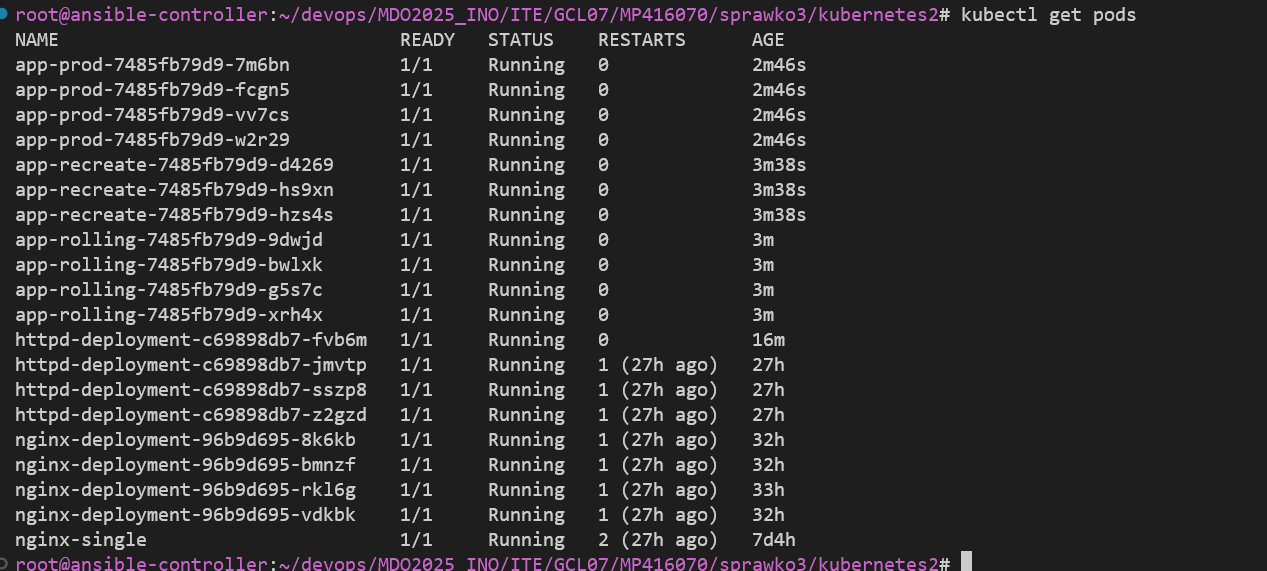 root@ansible-controller:~/devops/MDO2025_INO/ITE/GCL07/MP416070/sprawko3/kubernetes2# kubectl get pods
NAME READY STATUS RESTARTS AGE
app-prod-7485fb79d9-7m6bn 1/1 Running 0 2m46s
app-prod-7485fb79d9-fcgn5 1/1 Running 0 2m46s
app-prod-7485fb79d9-vv7cs 1/1 Running 0 2m46s
app-prod-7485fb79d9-w2r29 1/1 Running 0 2m46s
app-recreate-7485fb79d9-d4269 1/1 Running 0 3m38s
app-recreate-7485fb79d9-hs9xn 1/1 Running 0 3m38s
app-recreate-7485fb79d9-hzs4s 1/1 Running 0 3m38s
app-rolling-7485fb79d9-9dwjd 1/1 Running 0 3m
app-rolling-7485fb79d9-bwlxk 1/1 Running 0 3m
app-rolling-7485fb79d9-g5s7c 1/1 Running 0 3m
app-rolling-7485fb79d9-xrh4x 1/1 Running 0 3m
httpd-deployment-c69898db7-fvb6m 1/1 Running 0 16m
httpd-deployment-c69898db7-jmvtp 1/1 Running 1 (27h ago) 27h
httpd-deployment-c69898db7-sszp8 1/1 Running 1 (27h ago) 27h
httpd-deployment-c69898db7-z2gzd 1/1 Running 1 (27h ago) 27h
nginx-deployment-96b9d695-8k6kb 1/1 Running 1 (27h ago) 32h
nginx-deployment-96b9d695-bmnzf 1/1 Running 1 (27h ago) 32h
nginx-deployment-96b9d695-rkl6g 1/1 Running 1 (27h ago) 33h
nginx-deployment-96b9d695-vdkbk 1/1 Running 1 (27h ago) 32h
nginx-single 1/1 Running 2 (27h ago) 7d4h
root@ansible-controller:~/devops/MDO2025_INO/ITE/GCL07/MP416070/sprawko3/kubernetes2#